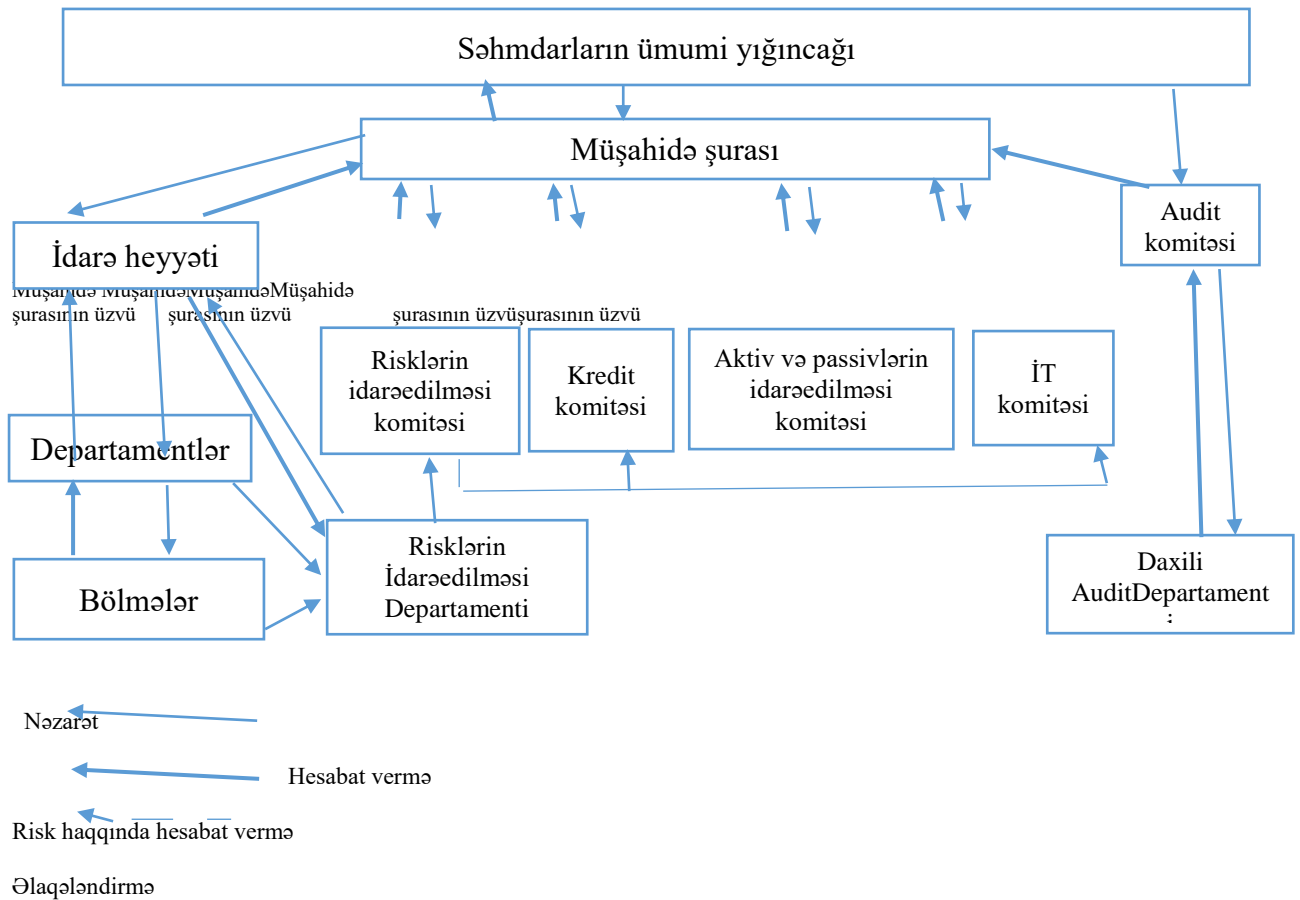 Səhmdarların ümumi yığıncağı
Müşahidə şurası
Audit
komitəsi
İdarə heyyəti
Müşahidə MüşahidəMüşahidəMüşahidə
şurasının üzvü şurasının üzvü şurasının üzvüşurasının üzvü
Risklərin
idarəedilməsi
komitəsi
Kredit
komitəsi
Aktiv və passivlərin
idarəedilməsi
komitəsi
İT
komitəsi
Departamentlər
Risklərin
İdarəedilməsi
Departamenti
Daxili
AuditDepartament
i
Bölmələr
Nəzarət
Hesabat vermə
Risk haqqında hesabat vermə
Əlaqələndirmə